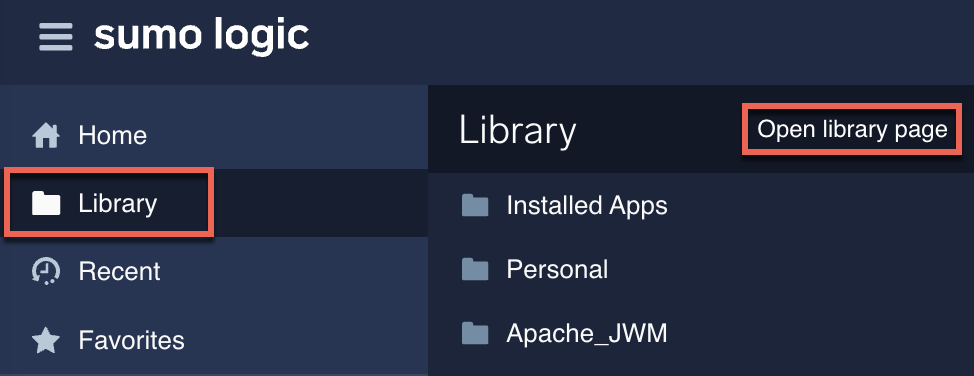 sumo logic
Home
Library
Recent
Favorites
Library
Open library page
Installed Apps
Personal
Apache_JWM